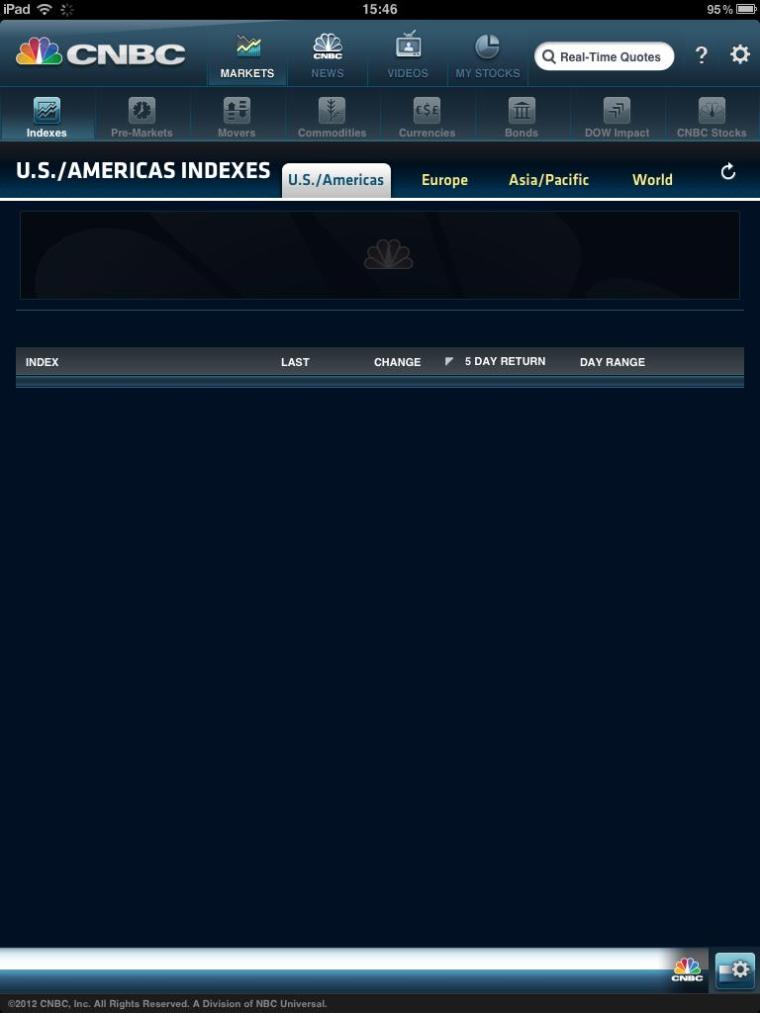 iPad 15:46 95%
CNBC
MARKETS NEWS VIDEOS MY STOCKS Real-Time Quotes ?
CNBC
Indexes Pre-Markets Movers Commodities Currencies Bonds DOW Impact CNBC Stocks
€$£
U.S./AMERICAS INDEXES U.S./Americas Europe Asia/Pacific World
INDEX LAST CHANGE 5 DAY RETURN DAY RANGE
CNBC
©2012 CNBC, Inc. All Rights Reserved. A Division of NBC Universal.